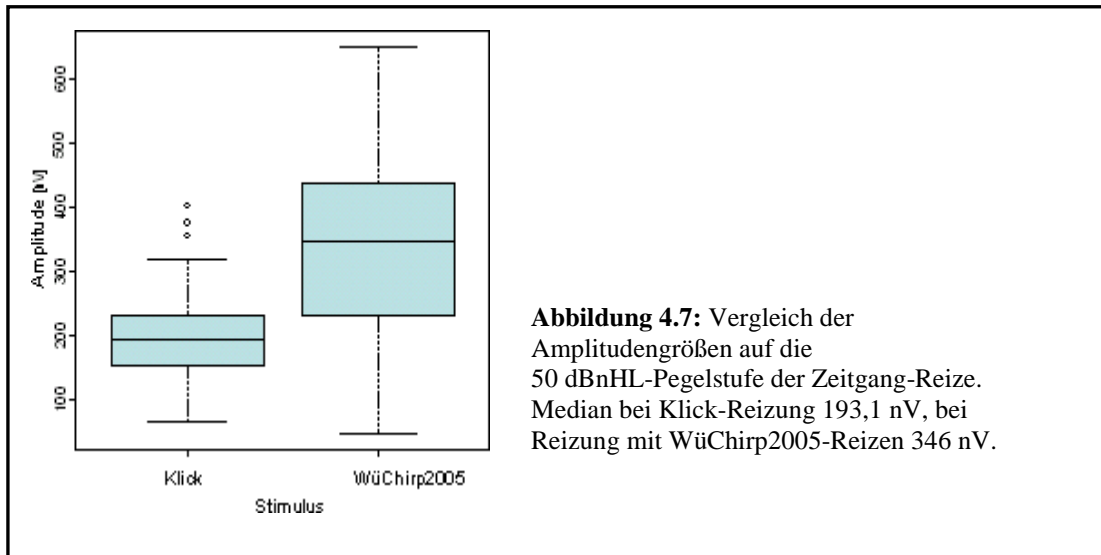 600
500
400
300
200
100
Amplitude [nV]
Klick
WüChirp2005
Stimulus
Abbildung 4.7: Vergleich der
Amplitudengrößen auf die
50 dBnHL-Pegelstufe der Zeitgang-Reize.
Median bei Klick-Reizung 193,1 nV, bei
Reizung mit WüChirp2005-Reizen 346 nV.